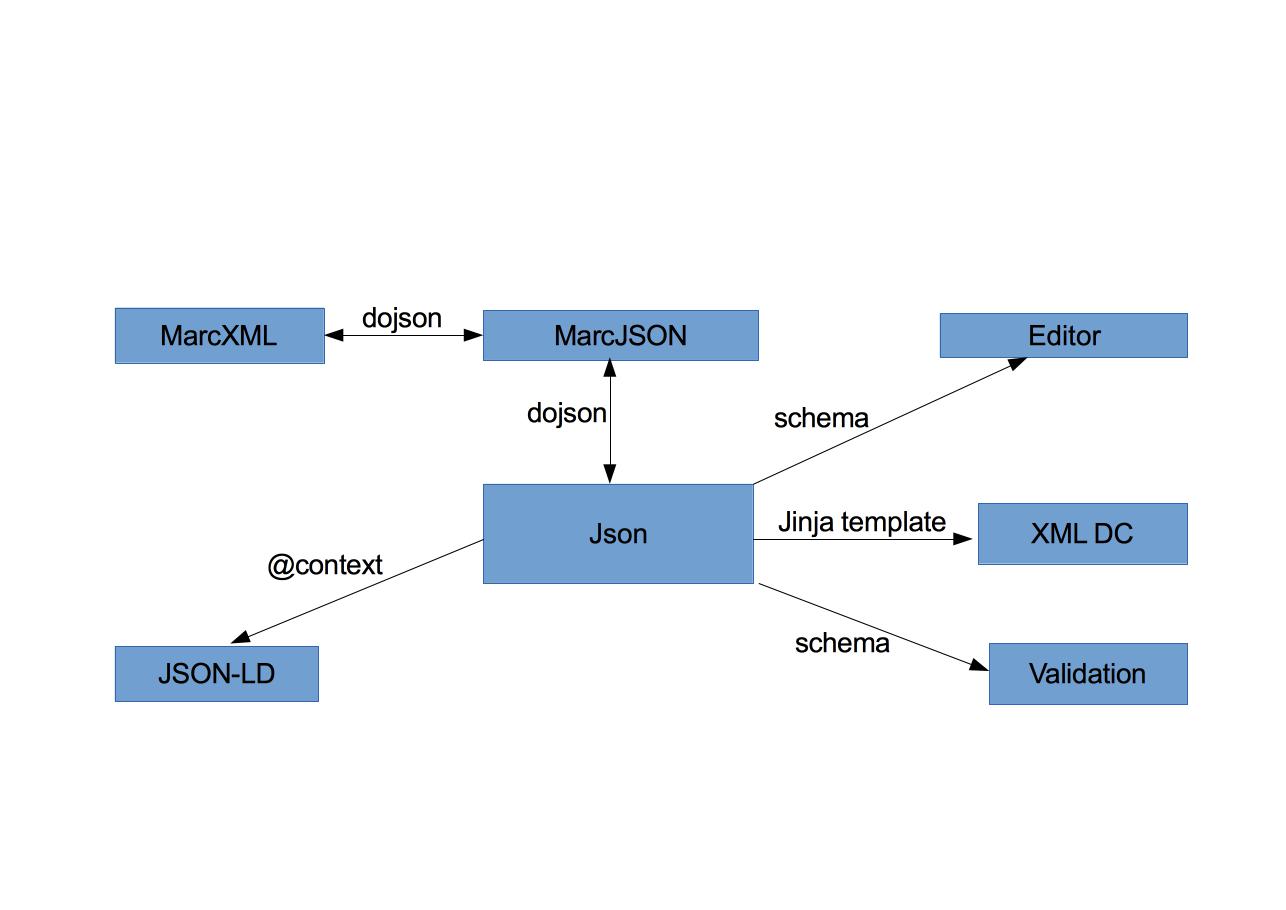 MarcXML
dojson
MarcJSON
Editor
dojson
schema
Json
Jinja template
XML DC
@context
schema
JSON-LD
Validation